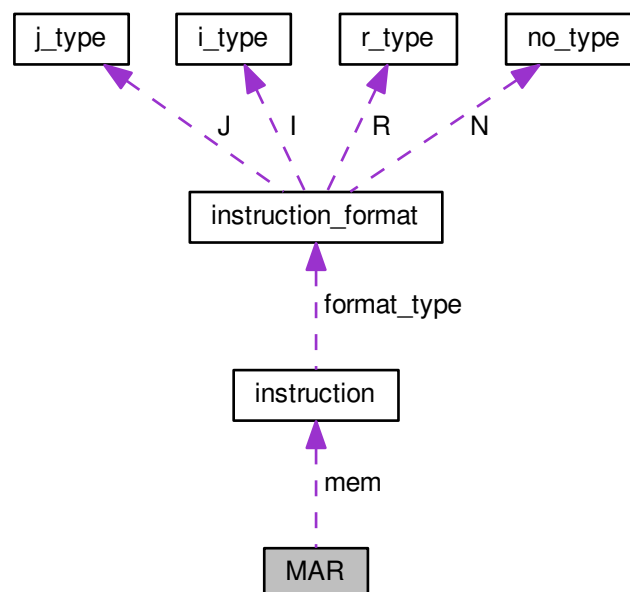 j_type
i_type
r_type
no_type
J
I
R
N
instruction_format
format_type
instruction
mem
MAR